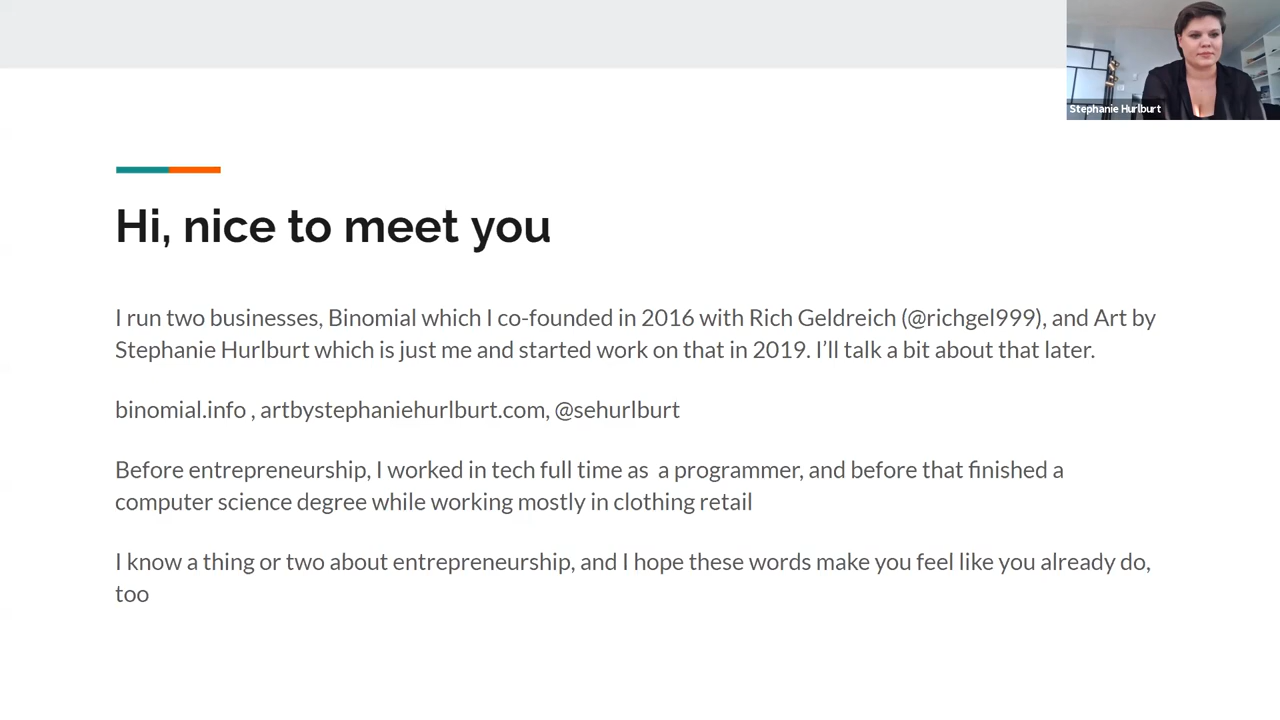 Stephanie Hurlburt
Hi, nice to meet you
I run two businesses, Binomial which I co-founded in 2016 with Rich Geldreich (@richgel999), and Art by
Stephanie Hurlburt which is just me and started work on that in 2019. I’ll talk a bit about that later.
binomial.info , artbystephaniehurlburt.com, @sehurlburt
Before entrepreneurship, I worked in tech full time as  a programmer, and before that finished a
computer science degree while working mostly in clothing retail
I know a thing or two about entrepreneurship, and I hope these words make you feel like you already do,
too